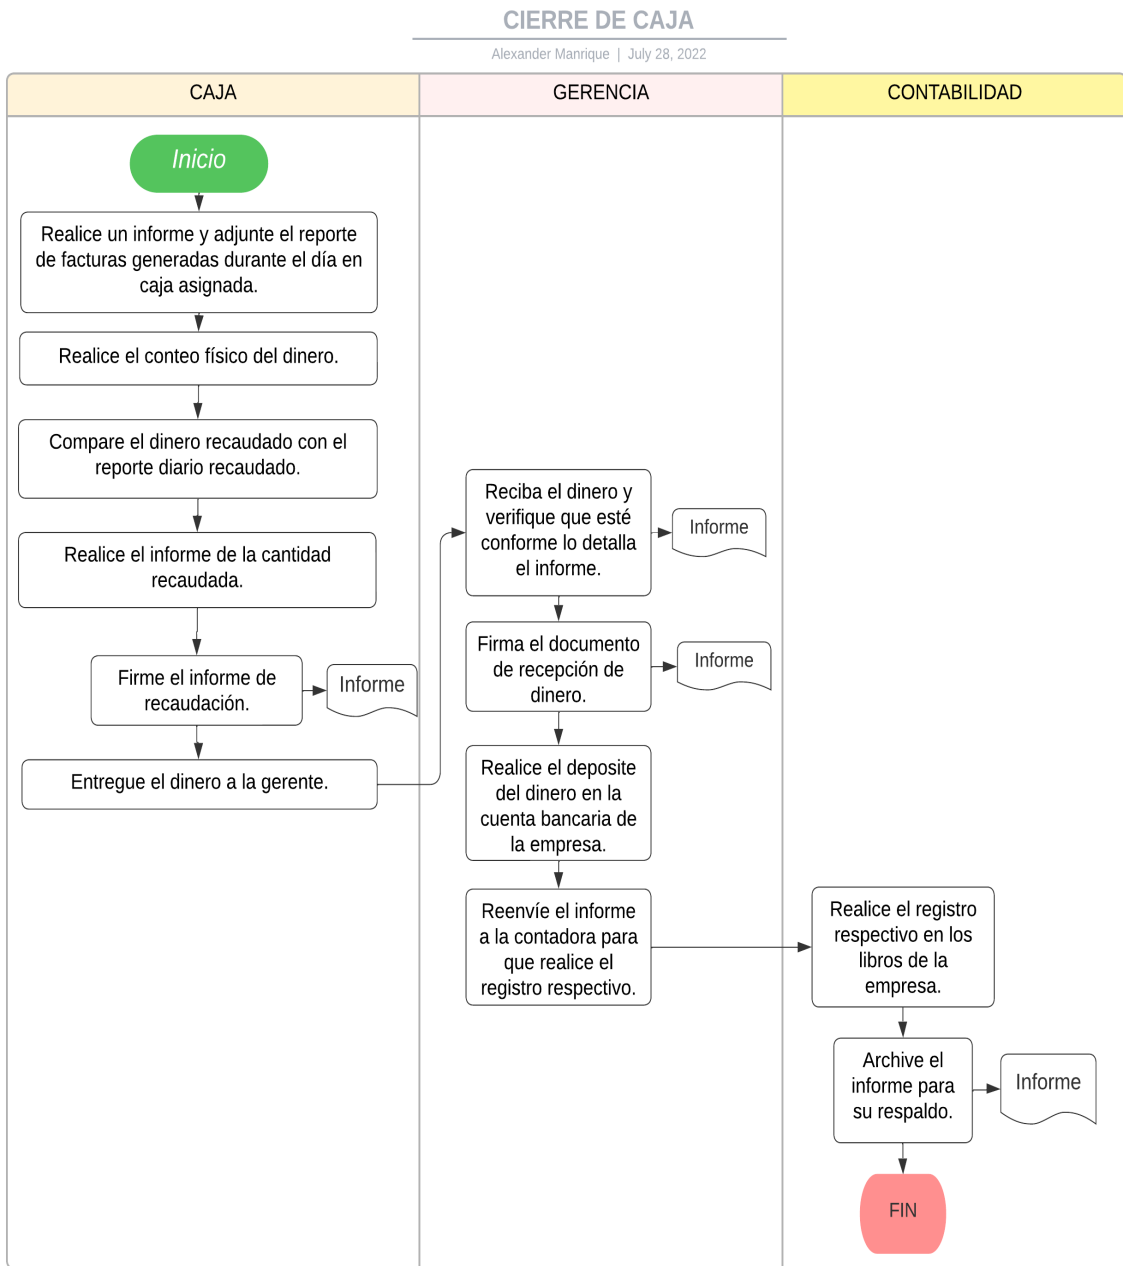 CIERRE DE CAJA
Alexander Manrique | July 28, 2022
CAJA
GERENCIA
CONTABILIDAD
Inicio
Realice un informe y adjunte el reporte
de facturas generadas durante el día en
caja asignada.
Realice el conteo físico del dinero.
Compare el dinero recaudado con el
reporte diario recaudado.
Realice el informe de la cantidad
recaudada.
Firme el informe de
recaudación.
Informe
Entregue el dinero a la gerente.
Reciba el dinero y
verifique que esté
conforme lo detalla
el informe.
Informe
Firma el documento
de recepción de
dinero.
Informe
Realice el deposite
del dinero en la
cuenta bancaria de
la empresa.
Reenvíe el informe
a la contadora para
que realice el
registro respectivo.
Realice el registro
respectivo en los
libros de la
empresa.
Archive el
informe para
su respaldo.
Informe
FIN